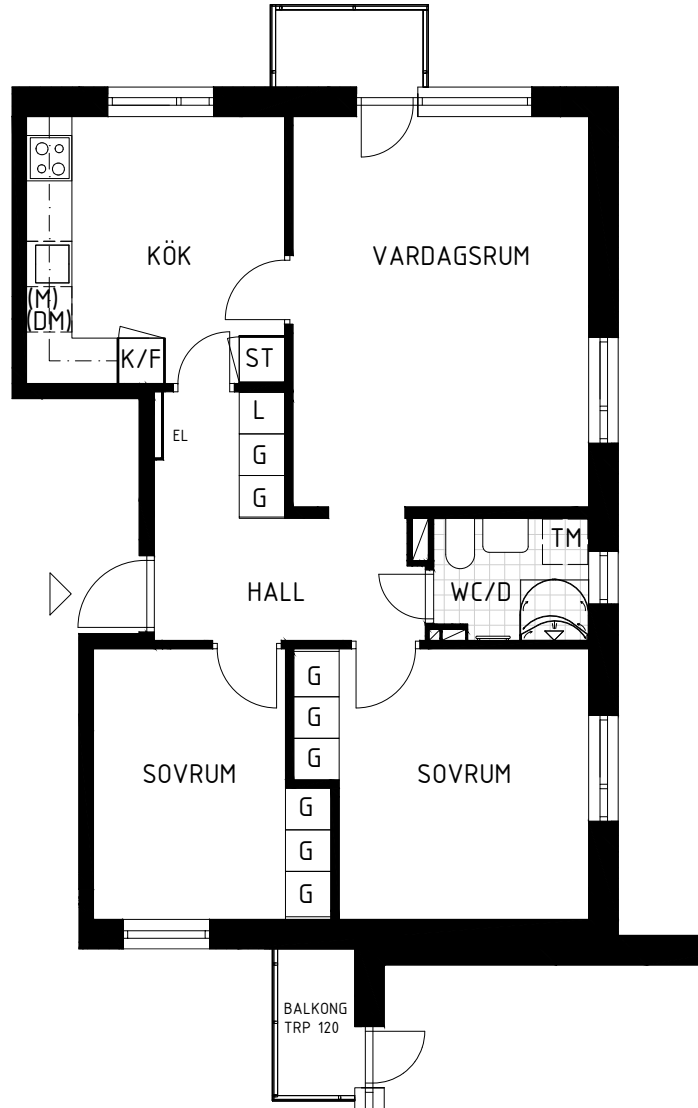 KÖK
VARDAGSRUM
(M)
(DM)
K/F
ST
L
EL
G
G
TM
HALL
WC/D
G
G
G
SOVRUM
SOVRUM
G
G
G
BALKONG
TRP 120